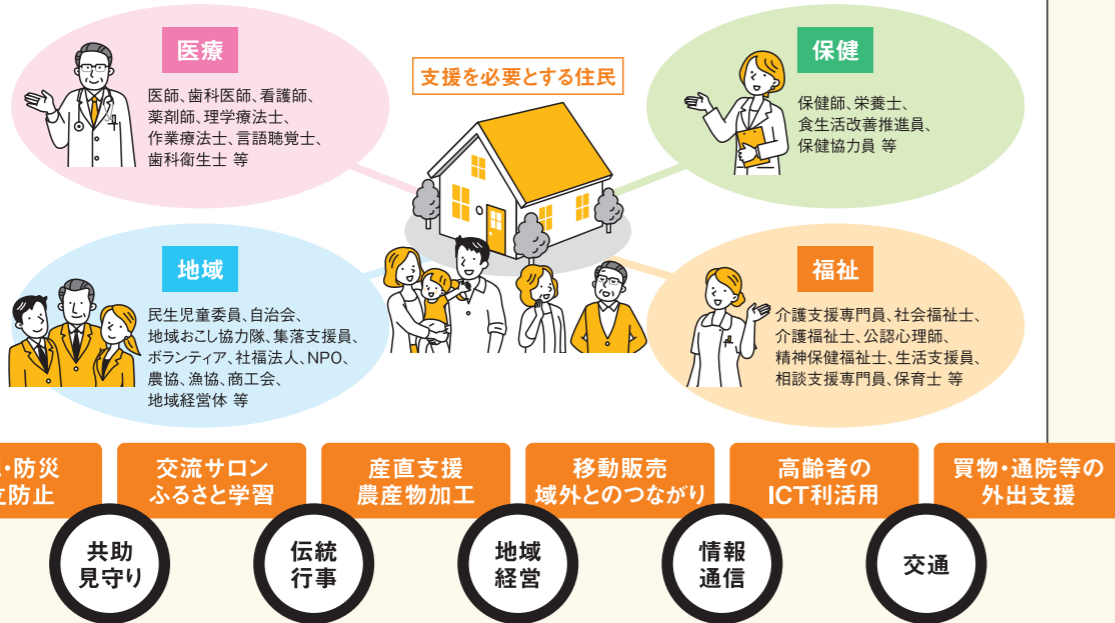 医療
医師、歯科医師、看護師、
薬剤師、理学療法士、
作業療法士、言語聴覚士、
歯科衛生士 等
支援を必要とする住民
保健
保健師、栄養士、
食生活改善推進員、
保健協力員 等
地域
民生児童委員、自治会、
地域おこし協力隊、集落支援員、
ボランティア、社福法人、NPO、
農協、漁協、商工会、
地域経営体 等
福祉
介護支援専門員、社会福祉士、
介護福祉士、公認心理師、
精神保健福祉士、生活支援員、
相談支援専門員、保育士 等
・防災
防止
交流サロン
ふるさと学習
産直支援
農産物加工
移動販売
域外とのつながり
高齢者の
ICT利活用
買物・通院等の
外出支援
共助
見守り
伝統
行事
地域
経営
情報
通信
交通